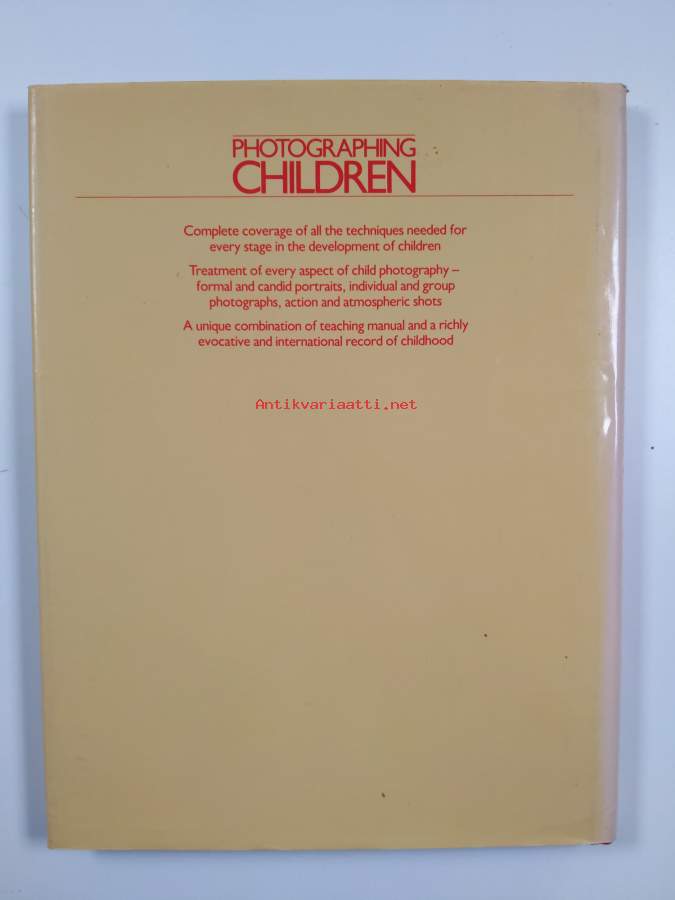 PHOTOGRAPHING
CHILDREN
Complete coverage of all the techniques needed for
every stage in the development of children
Treatment of every aspect of child photography –
formal and candid portraits, individual and group
photographs, action and atmospheric shots
A unique combination of teaching manual and a richly
evocative and international record of childhood
Antikvariaatti.net